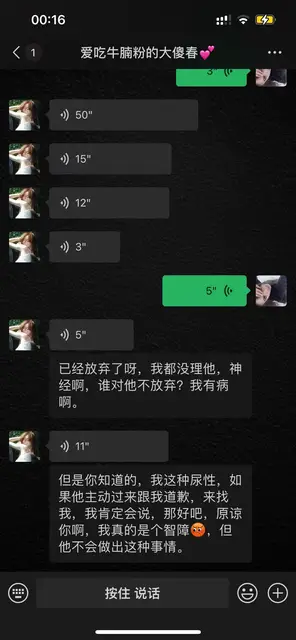 00:16
1
爱吃牛腩粉的大傻春💕
3"
50"
15"
12"
3"
5"
5"
已经放弃了呀，我都没理他，神
经啊，谁对他不放弃？我有病
啊。
11"
但是你知道的，我这种尿性，如
果他主动过来跟我道歉，来找
我，我肯定会说，那好吧，原谅
你啊，我真的是个智障😡，但
他不会做出这种事情。
按住 说话